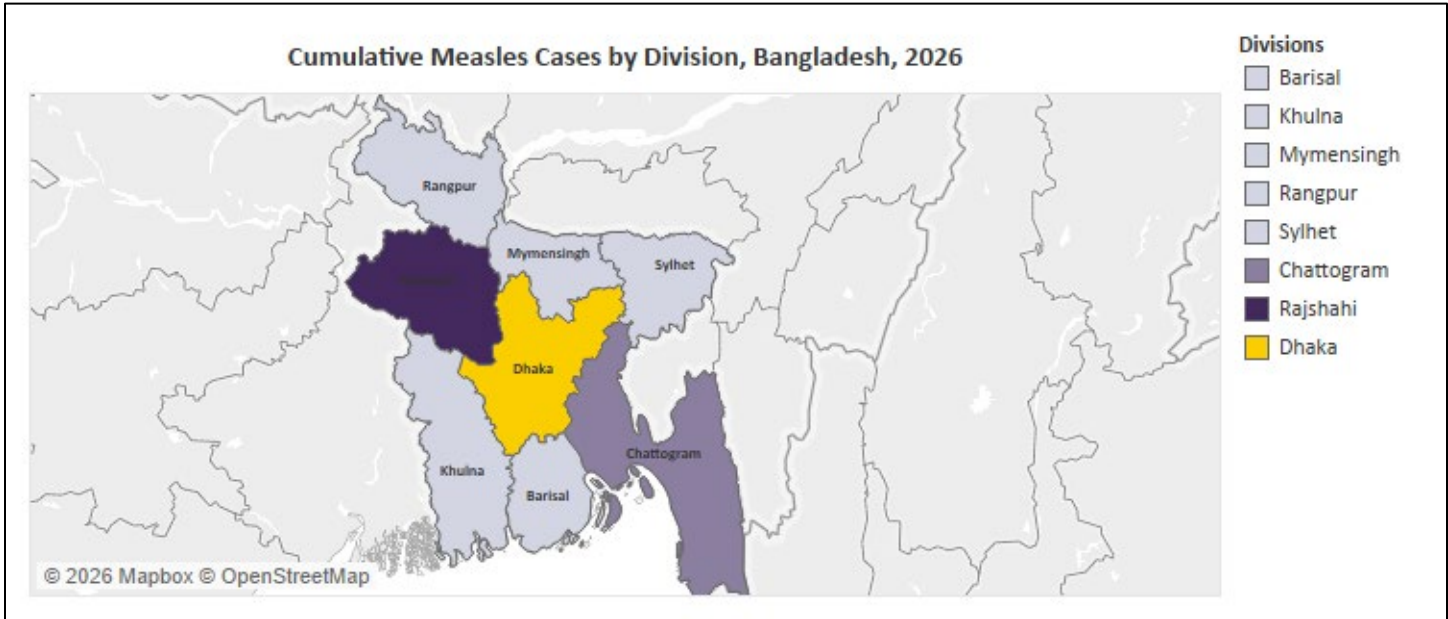 Cumulative Measles Cases by Division, Bangladesh, 2026
Divisions
Barisal
Khulna
Mymensingh
Rangpur
Sylhet
Chattogram
Rajshahi
Dhaka
Rangpur
Mymensingh
Sylhet
Dhaka
Chattogram
Khulna
Barisal
© 2026 Mapbox © OpenStreetMap